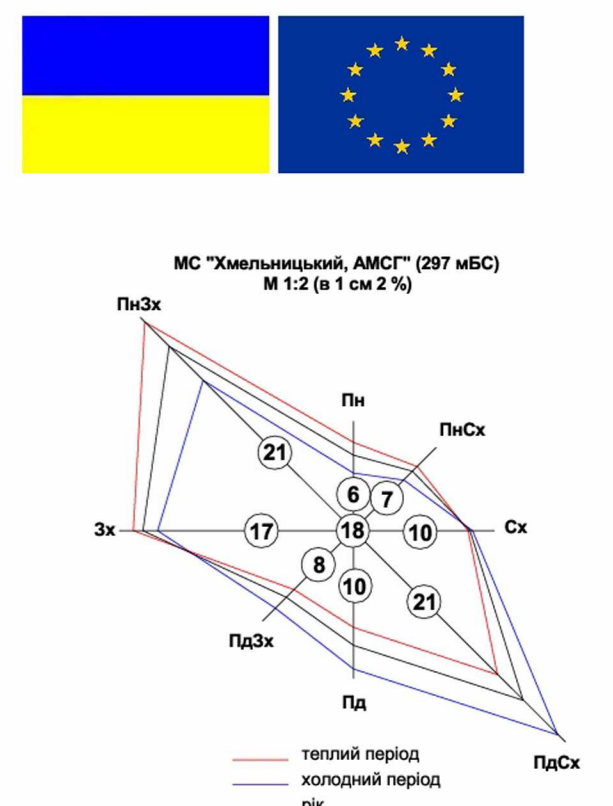 МС "Хмельницький, АМСГ" (297 мБС)
М 1:2 (в 1 см 2 %)
ПнЗх
Пн
ПнСх
21
6
7
Зх
17
18
10
Сх
8
10
21
ПдЗх
Пд
ПдСх
теплий період
холодний період
рік